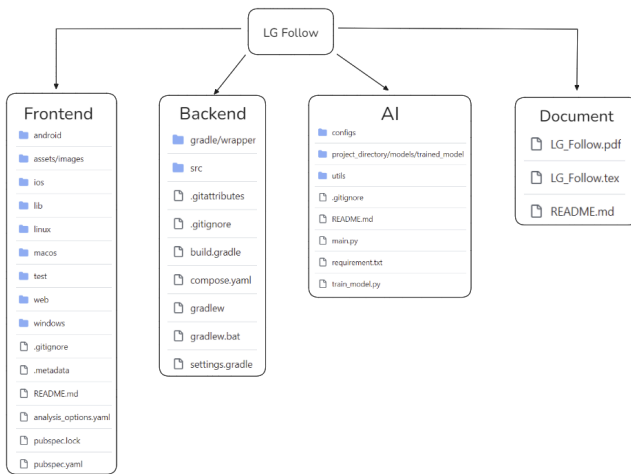 LG Follow
Frontend
android
assets/images
ios
lib
linux
macos
test
web
windows
.gitignore
.metadata
README.md
analysis_options.yaml
pubspec.lock
pubspec.yaml
Backend
gradle/wrapper
src
.gitattributes
.gitignore
build.gradle
compose.yaml
gradlew
gradlew.bat
settings.gradle
AI
configs
project_directory/models/trained_model
utils
.gitignore
README.md
main.py
requirement.txt
train_model.py
Document
LG_Follow.pdf
LG_Follow.tex
README.md